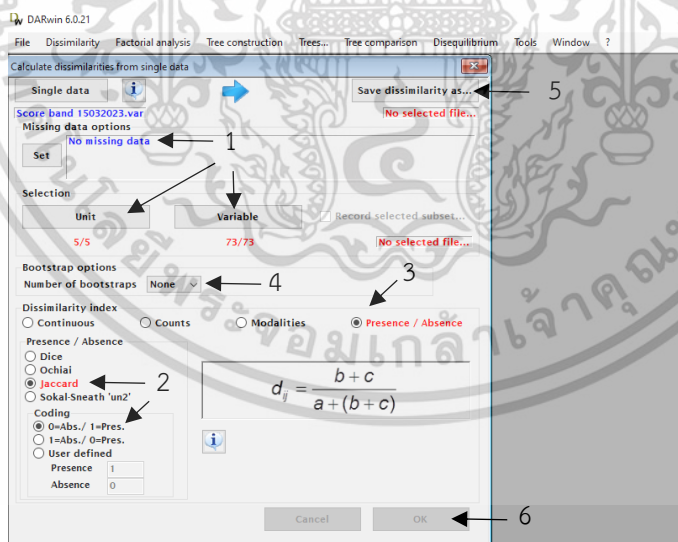 DARwin 6.0.21
File Dissimilarity Factorial analysis Tree construction Trees... Tree comparison Disequilibrium Tools Window ?
Calculate dissimilarities from single data
Single data Save dissimilarity as... 5
Score band 15032023.var No selected file...
Missing data options
No missing data 1
Set
Selection
Unit Variable Record selected subset...
5/5 73/73 No selected file...
Bootstrap options
Number of bootstraps None 4
3
Dissimilarity index
Continuous Counts Modalities Presence / Absence
Presence / Absence
Dice
Ochiai
Jaccard 2
Sokal-Sneath 'un2'
d_ij = (b + c) / (a + (b + c))
Coding
0=Abs./ 1=Pres.
1=Abs./ 0=Pres.
User defined
Presence 1
Absence 0
Cancel OK 6